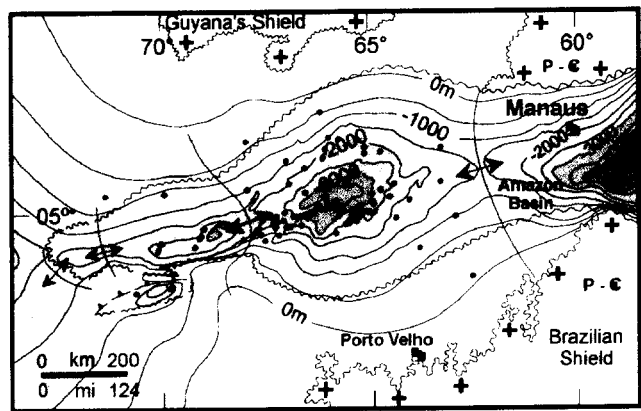 Guyana's Shield
70°
65°
60°
P - Є
0m
Manaus
-1000
-2000
-2000
Amazon
Basin
05°
P - Є
0m
Porto Velho
Brazilian
Shield
0 km 200
0 mi 124